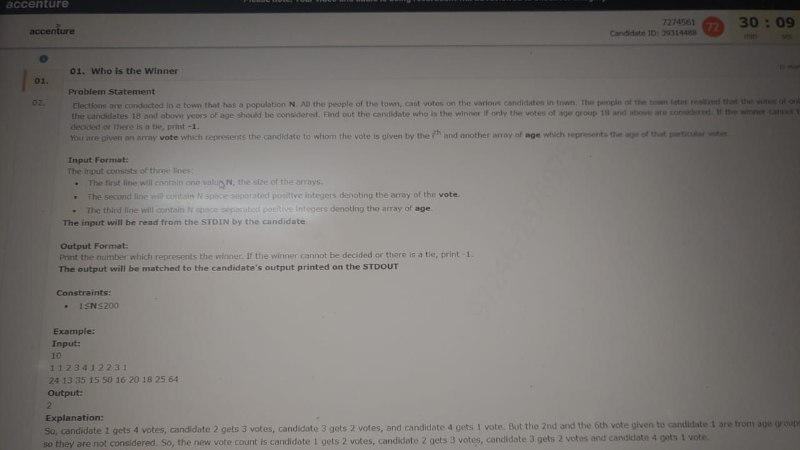 accenture
accenture
7274561
Candidate ID: 39314488
72
30 : 09
min
sec
01.
02.
01. Who is the Winner
Problem Statement
Elections are conducted in a town that has a population N. All the people of the town, cast votes on the various candidates in town. The people of the town later realized that the votes of only
the candidates 18 and above years of age should be considered. Find out the candidate who is the winner if only the votes of age group 18 and above are considered. If the winner cannot
decided or there is a tie, print -1.
You are given an array vote which represents the candidate to whom the vote is given by the ith and another array of age which represents the age of that particular voter.
Input Format:
The input consists of three lines:
• The first line will contain one value N, the size of the arrays.
• The second line will contain N space separated positive integers denoting the array of the vote.
• The third line will contain N space separated positive integers denoting the array of age.
The input will be read from the STDIN by the candidate
Output Format:
Print the number which represents the winner. If the winner cannot be decided or there is a tie, print -1.
The output will be matched to the candidate's output printed on the STDOUT
Constraints:
• 1≤N≤200
Example:
Input:
10
1 1 2 3 4 1 2 2 3 1
24 13 35 15 50 16 20 18 25 64
Output:
2
Explanation:
So, candidate 1 gets 4 votes, candidate 2 gets 3 votes, candidate 3 gets 2 votes, and candidate 4 gets 1 vote. But the 2nd and the 6th vote given to candidate 1 are from age group
so they are not considered. So, the new vote count is candidate 1 gets 2 votes, candidate 2 gets 3 votes, candidate 3 gets 2 votes and candidate 4 gets 1 vote.